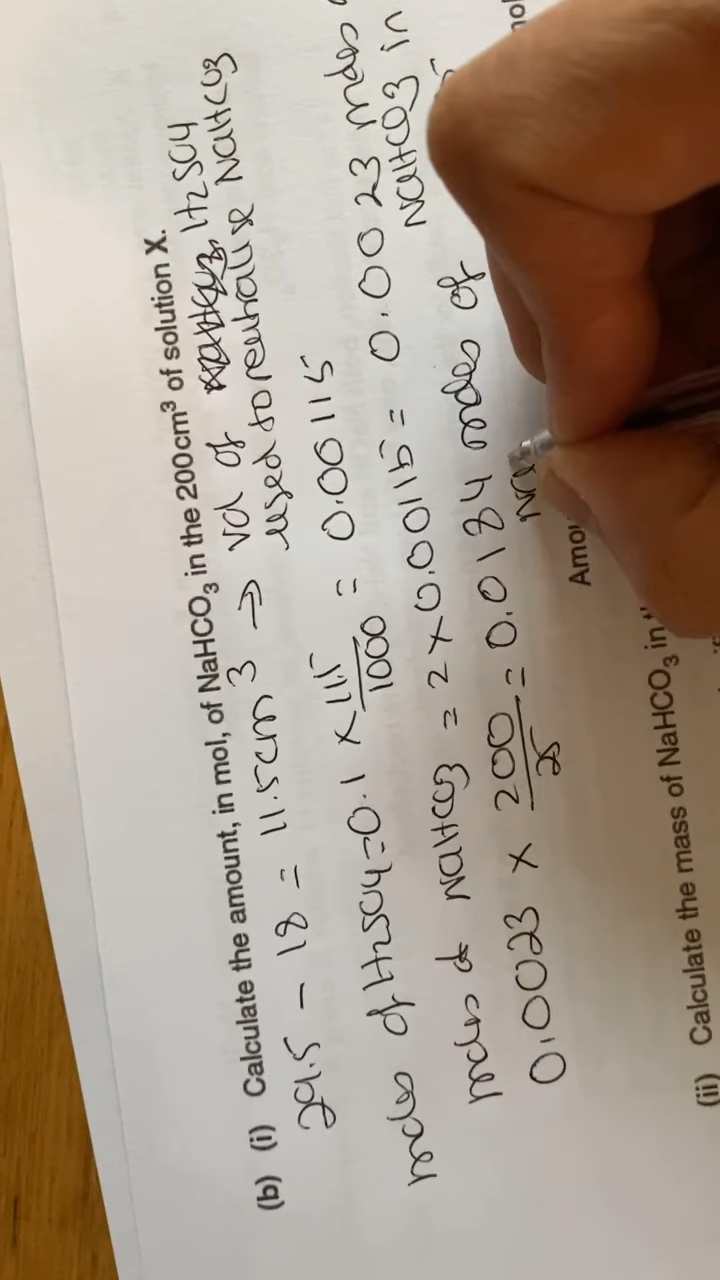 (b) (i) Calculate the amount, in mol, of NaHCO₃ in the 200cm³ of solution X.
29.5 - 18 = 11.5cm3 → vol of H2SO4
used to neutralise NaHCO3
moles of H2SO4 = 0.1 × 11.5/1000 = 0.00115
moles of NaHCO3 = 2 × 0.00115 = 0.0023 moles
NaHCO3 in
0.0023 × 200/25 = 0.0184 moles of
Na
(ii) Calculate the mass of NaHCO₃ in